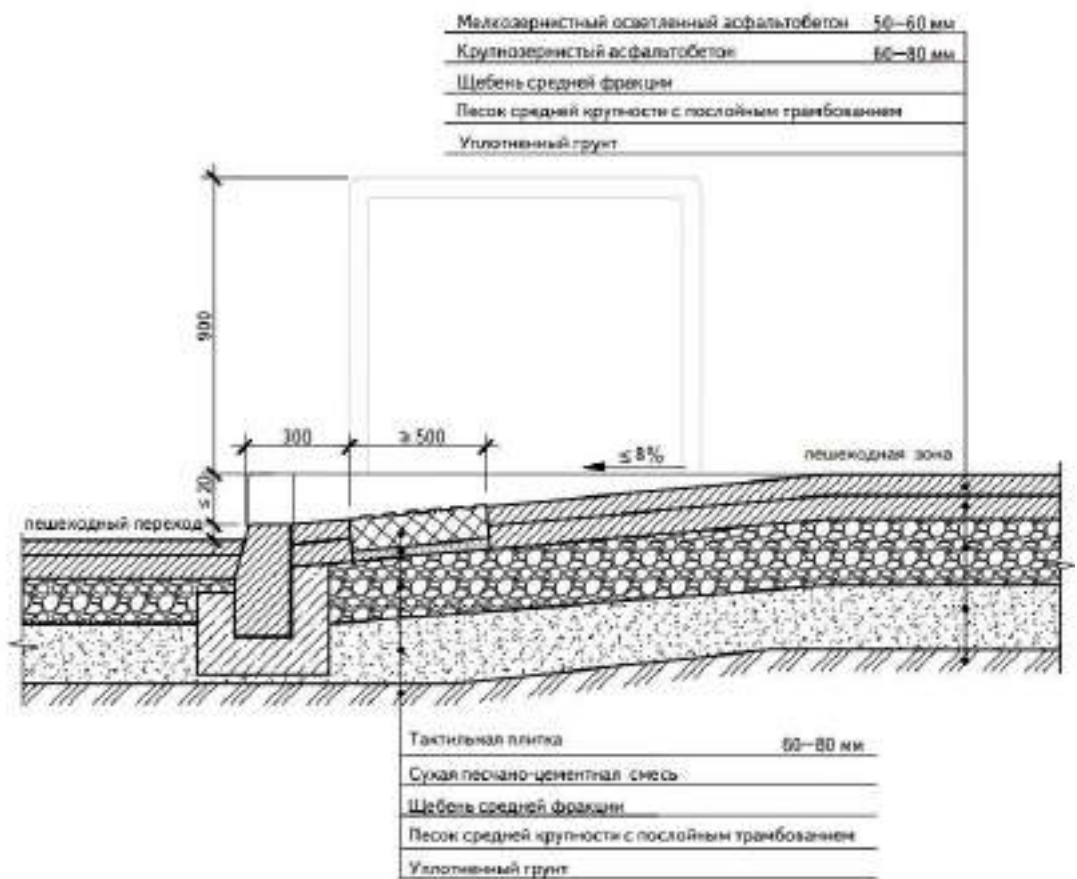 Мелкозернистый осветленный асфальтобетон 50—60 мм
Крупнозернистый асфальтобетон 60—80 мм
Щебень средней фракции
Песок средней крупности с послойным трамбованием
Уплотненный грунт
900
300
≥ 500
≤ 8%
пешеходная зона
≤ 20
пешеходный переход
Тактильная плитка 60—80 мм
Сухая песчано-цементная смесь
Щебень средней фракции
Песок средней крупности с послойным трамбованием
Уплотненный грунт